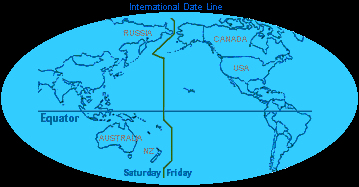 International Date Line
RUSSIA
CANADA
USA
Equator
AUSTRALIA
NZ
Saturday Friday